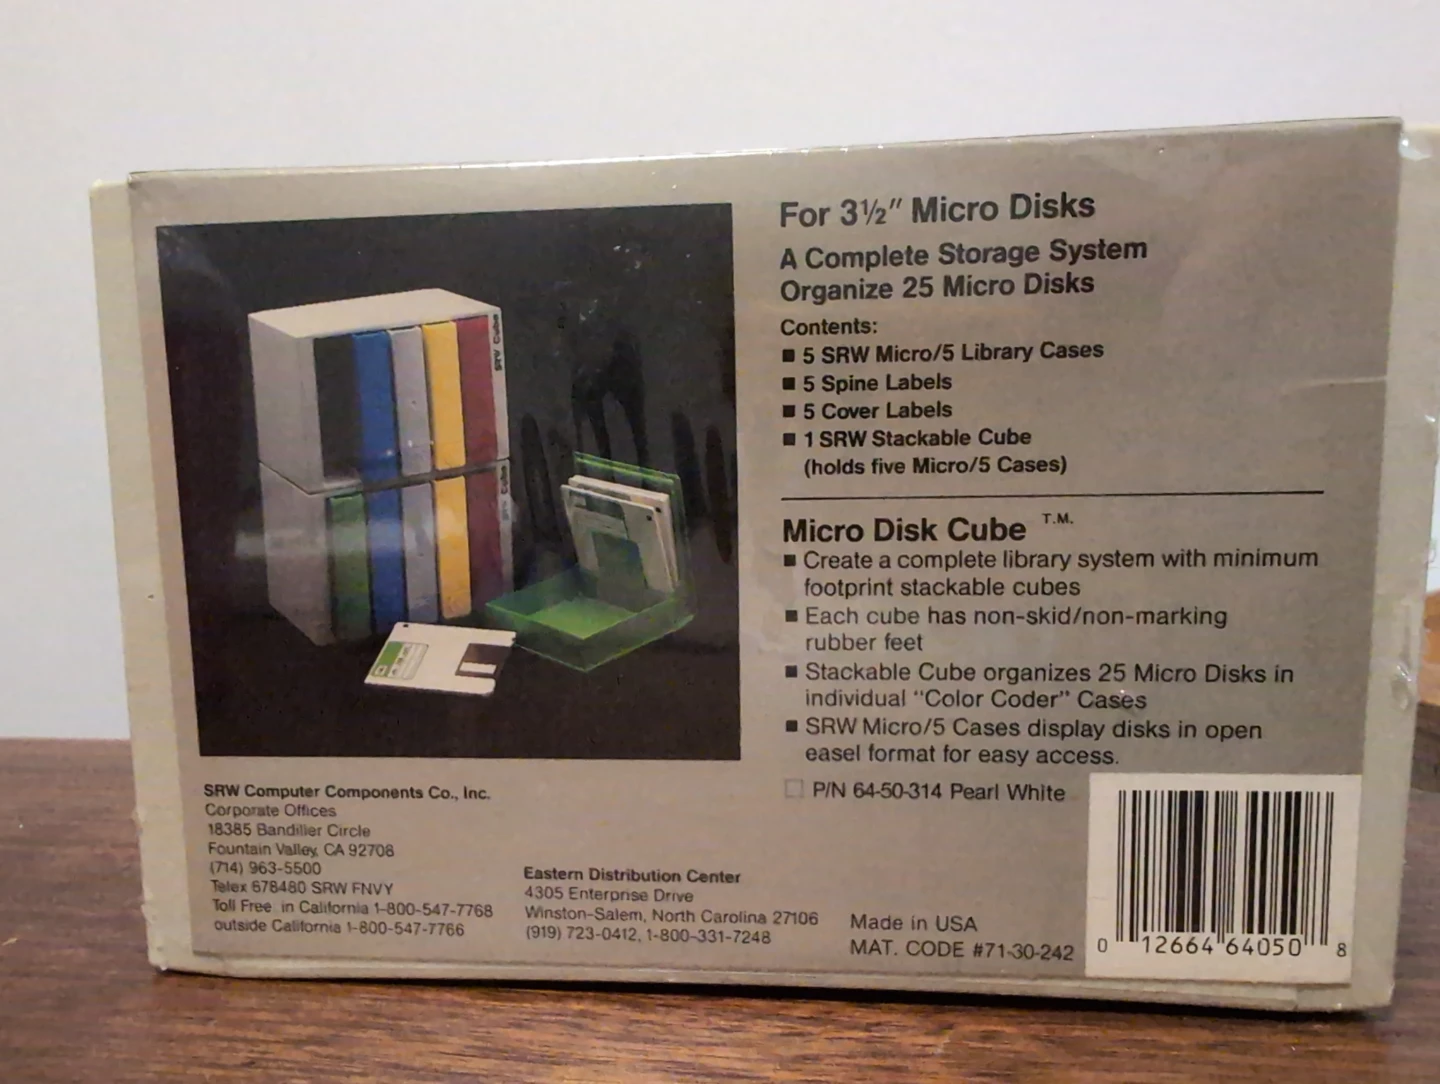 For 3½" Micro Disks
A Complete Storage System
Organize 25 Micro Disks
Contents:
■ 5 SRW Micro/5 Library Cases
■ 5 Spine Labels
■ 5 Cover Labels
■ 1 SRW Stackable Cube
(holds five Micro/5 Cases)
Micro Disk Cube T.M.
■ Create a complete library system with minimum
footprint stackable cubes
■ Each cube has non-skid/non-marking
rubber feet
■ Stackable Cube organizes 25 Micro Disks in
individual "Color Coder" Cases
■ SRW Micro/5 Cases display disks in open
easel format for easy access.
□ P/N 64-50-314 Pearl White
SRW Cube
SRW Cube
SRW Computer Components Co., Inc.
Corporate Offices
18385 Bandilier Circle
Fountain Valley, CA 92708
(714) 963-5500
Telex 678480 SRW FNVY
Toll Free in California 1-800-547-7768
outside California 1-800-547-7766
Eastern Distribution Center
4305 Enterprise Drive
Winston-Salem, North Carolina 27106
(919) 723-0412, 1-800-331-7248
Made in USA
MAT. CODE #71-30-242
0 12664 64050 8